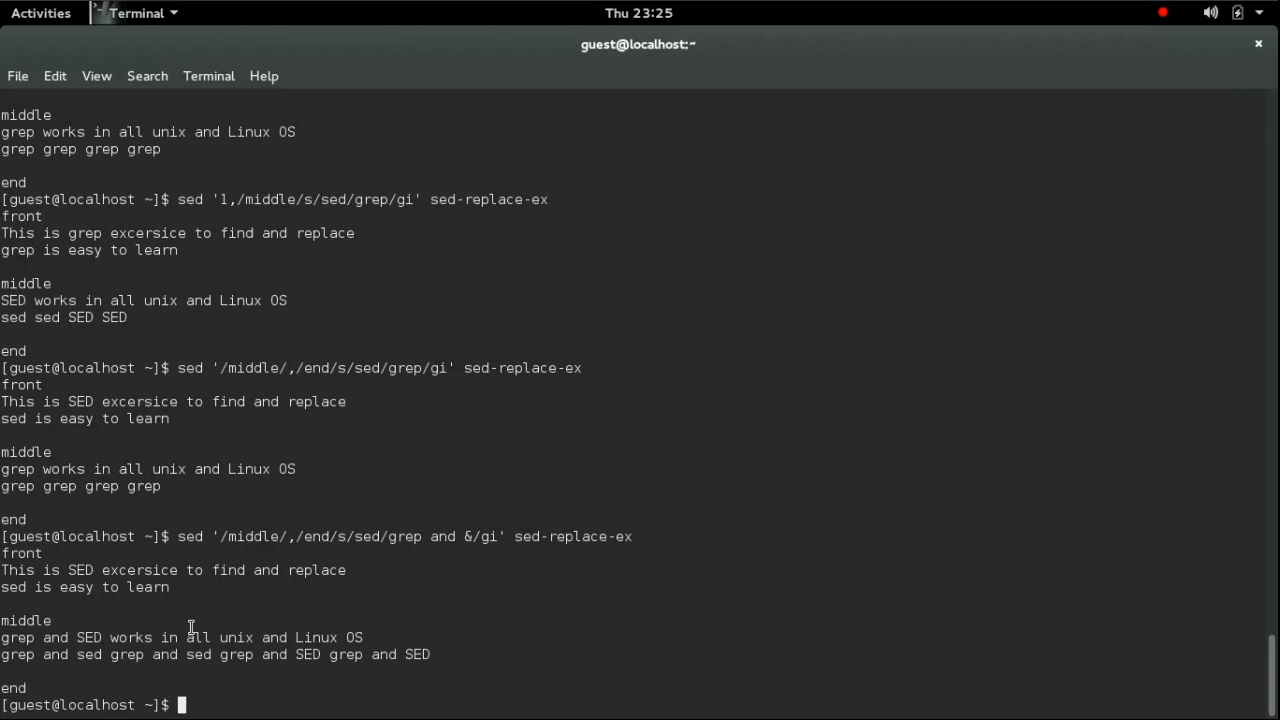 Activities Terminal Thu 23:25
guest@localhost:~ ×
File Edit View Search Terminal Help
middle
grep works in all unix and Linux OS
grep grep grep grep
end
[guest@localhost ~]$ sed '1,/middle/s/sed/grep/gi' sed-replace-ex
front
This is grep excersice to find and replace
grep is easy to learn
middle
SED works in all unix and Linux OS
sed sed SED SED
end
[guest@localhost ~]$ sed '/middle/,/end/s/sed/grep/gi' sed-replace-ex
front
This is SED excersice to find and replace
sed is easy to learn
middle
grep works in all unix and Linux OS
grep grep grep grep
end
[guest@localhost ~]$ sed '/middle/,/end/s/sed/grep and &/gi' sed-replace-ex
front
This is SED excersice to find and replace
sed is easy to learn
middle
grep and SED works in all unix and Linux OS
grep and sed grep and sed grep and SED grep and SED
end
[guest@localhost ~]$